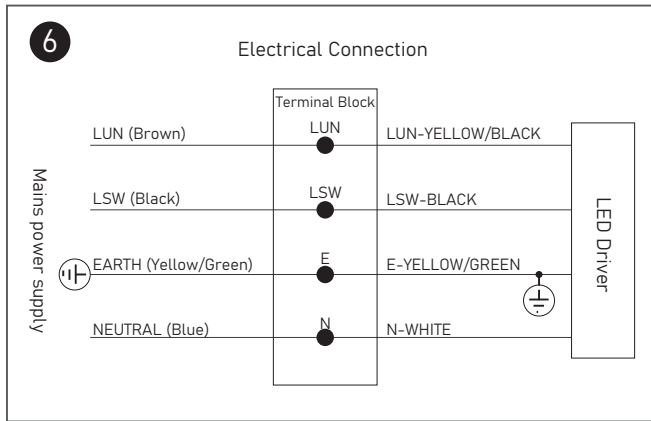 6
Electrical Connection
Terminal Block
LUN (Brown) LUN LUN-YELLOW/BLACK
LSW (Black) LSW LSW-BLACK
EARTH (Yellow/Green) E E-YELLOW/GREEN
NEUTRAL (Blue) N N-WHITE
Mains power supply
LED Driver